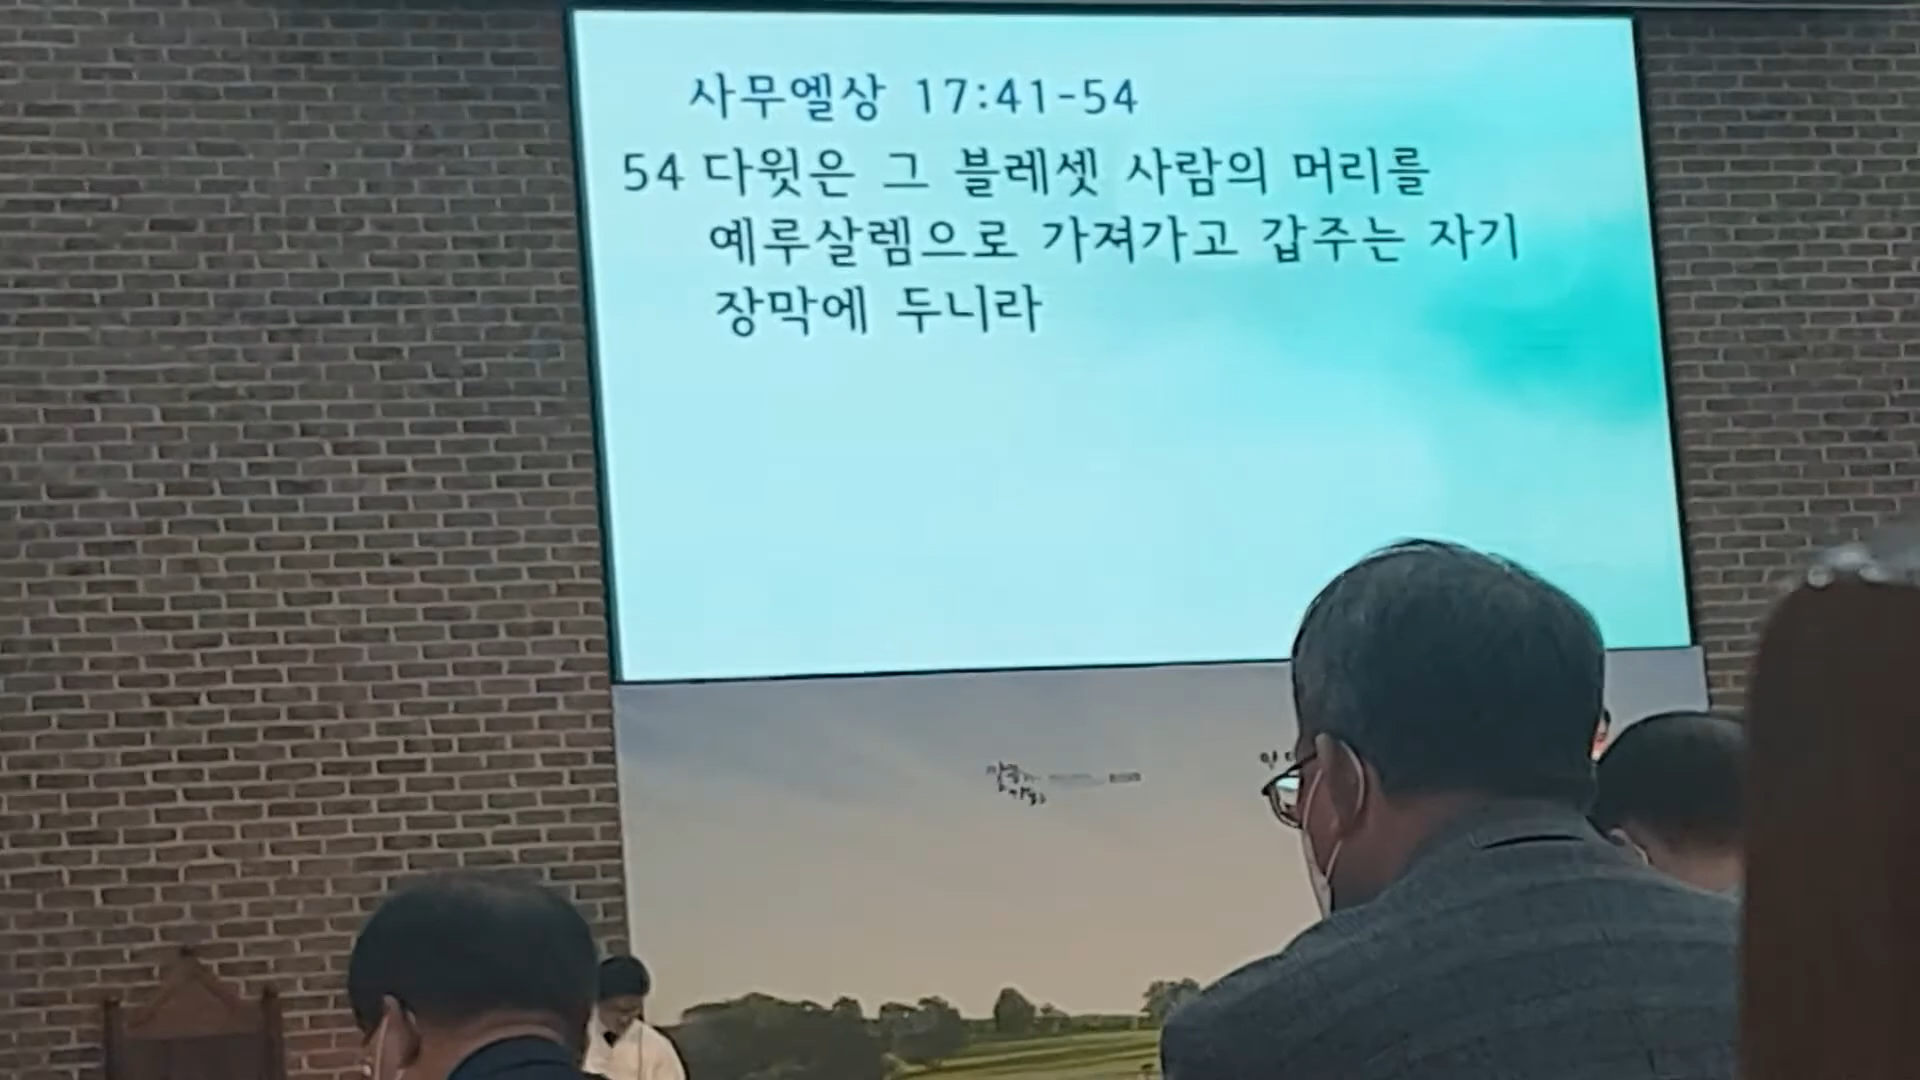 사무엘상 17:41-54
54 다윗은 그 블레셋 사람의 머리를
예루살렘으로 가져가고 갑주는 자기
장막에 두니라